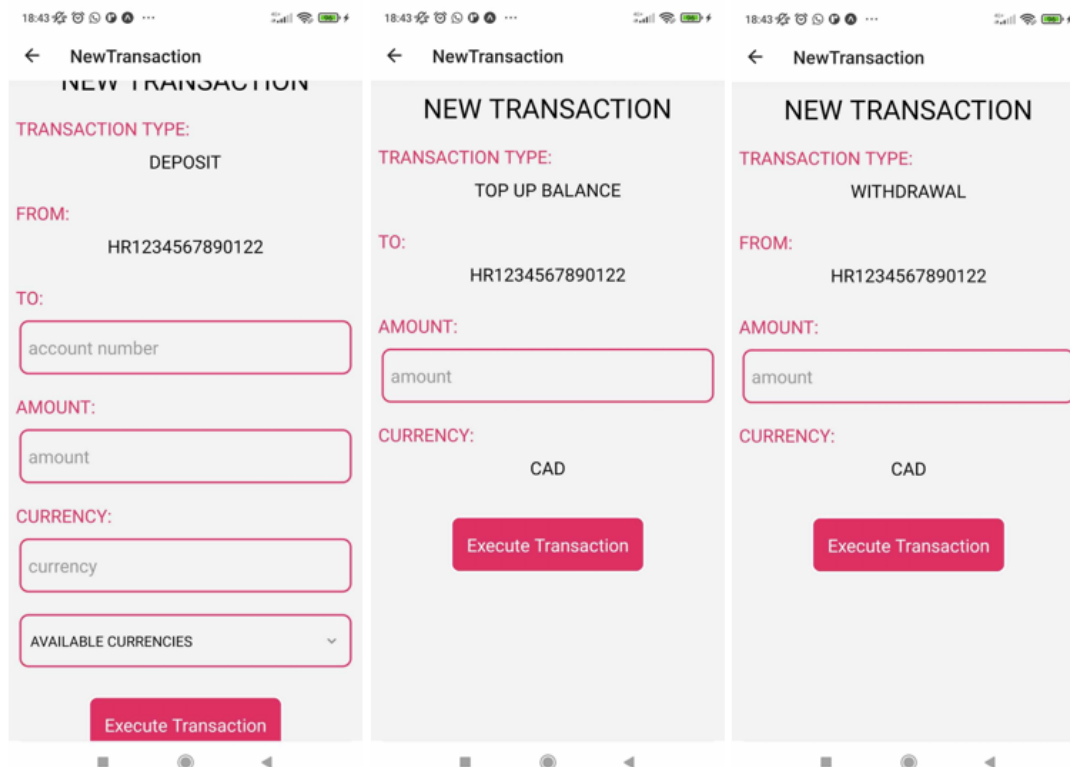 18:43
NewTransaction
NEW TRANSACTION
TRANSACTION TYPE:
DEPOSIT
FROM:
HR1234567890122
TO:
account number
AMOUNT:
amount
CURRENCY:
currency
AVAILABLE CURRENCIES
Execute Transaction
18:43
NewTransaction
NEW TRANSACTION
TRANSACTION TYPE:
TOP UP BALANCE
TO:
HR1234567890122
AMOUNT:
amount
CURRENCY:
CAD
Execute Transaction
18:43
NewTransaction
NEW TRANSACTION
TRANSACTION TYPE:
WITHDRAWAL
FROM:
HR1234567890122
AMOUNT:
amount
CURRENCY:
CAD
Execute Transaction